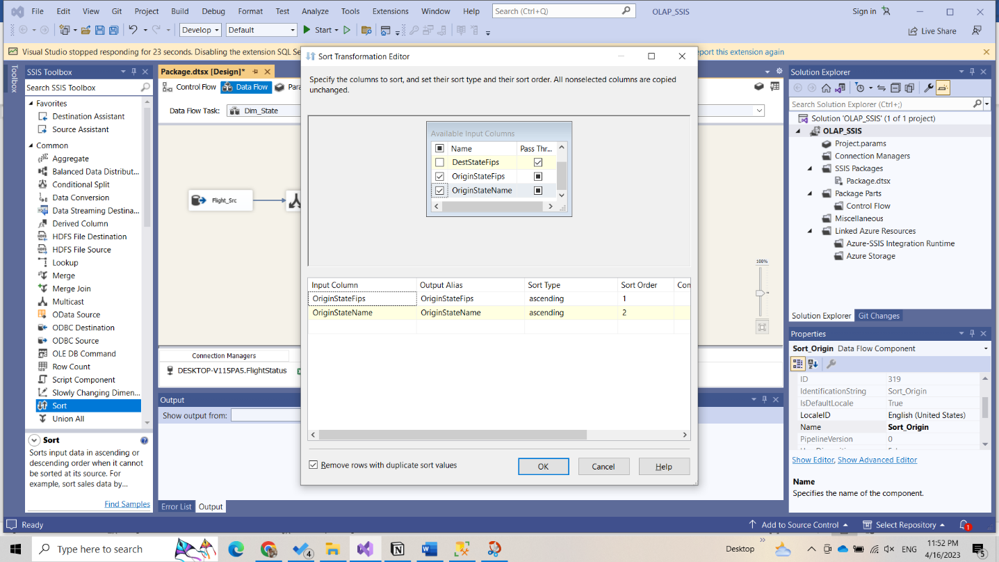 File Edit View Git Project Build Debug Format Test Analyze Tools Extensions Window Help Search (Ctrl+Q) OLAP_SSIS Sign in
Develop Default Start Live Share
Visual Studio stopped responding for 23 seconds. Disabling the extension SQL Se
port this extension again
Toolbox
SSIS Toolbox
Search SSIS Toolbox
Favorites
Destination Assistant
Source Assistant
Common
Aggregate
Balanced Data Distribut...
Conditional Split
Data Conversion
Data Streaming Destina...
Derived Column
HDFS File Destination
HDFS File Source
Lookup
Merge
Merge Join
Multicast
OData Source
ODBC Destination
ODBC Source
OLE DB Command
Row Count
Script Component
Slowly Changing Dimen...
Sort
Union All
Sort
Sorts input data in ascending or
descending order when it cannot
be sorted at its source. For
example, sort sales data by...
Find Samples
Package.dtsx [Design]*
Control Flow Data Flow Para
Data Flow Task: Dim_State
Flight_Src
100%
Connection Managers
DESKTOP-V115PA5.FlightStatus
Output
Show output from:
Error List Output
Sort Transformation Editor
Specify the columns to sort, and set their sort type and their sort order. All nonselected columns are copied
unchanged.
Available Input Columns
Name Pass Thr...
DestStateFips
OriginStateFips
OriginStateName
Input Column Output Alias Sort Type Sort Order Con
OriginStateFips OriginStateFips ascending 1
OriginStateName OriginStateName ascending 2
Remove rows with duplicate sort values
OK Cancel Help
Solution Explorer
Search Solution Explorer (Ctrl+;)
Solution 'OLAP_SSIS' (1 of 1 project)
OLAP_SSIS
Project.params
Connection Managers
SSIS Packages
Package.dtsx
Package Parts
Control Flow
Miscellaneous
Linked Azure Resources
Azure-SSIS Integration Runtime
Azure Storage
Solution Explorer Git Changes
Properties
Sort_Origin Data Flow Component
ID 319
IdentificationString Sort_Origin
IsDefaultLocale True
LocaleID English (United States)
Name Sort_Origin
PipelineVersion 0
Show Editor, Show Advanced Editor
Name
Specifies the name of the component.
Ready
Add to Source Control Select Repository 1
Type here to search
4
Desktop
ENG
11:52 PM
4/16/2023
5